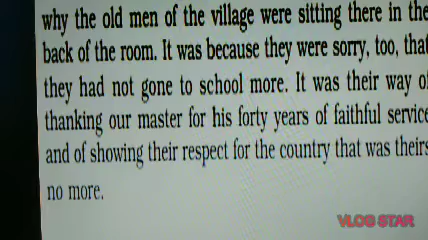 why the old men of the village were sitting there in the
back of the room. It was because they were sorry, too, that
they had not gone to school more. It was their way of
thanking our master for his forty years of faithful service
and of showing their respect for the country that was theirs
no more.
VLOG STAR